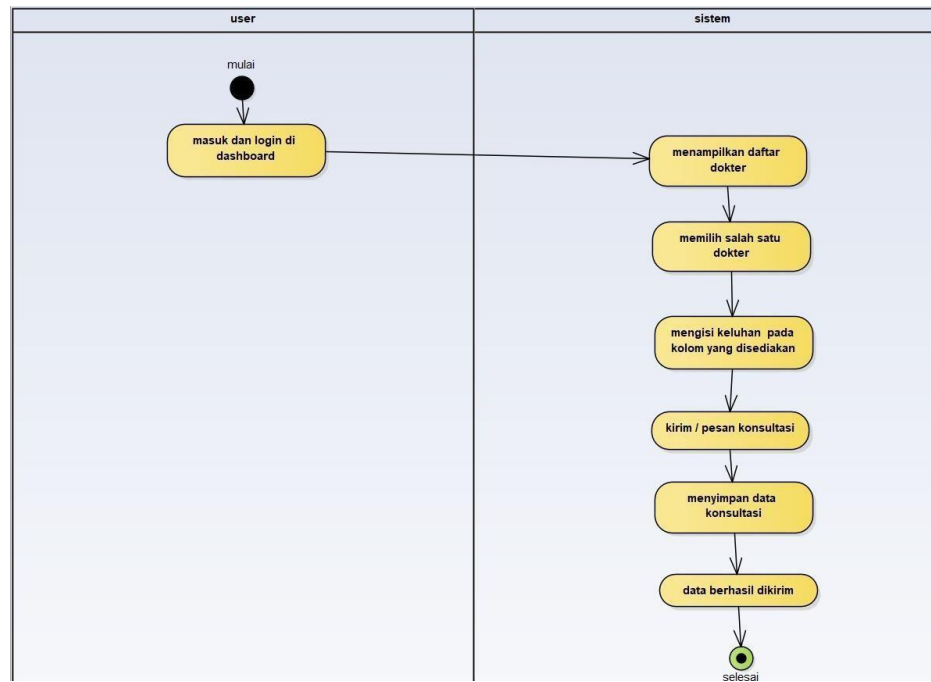 user
sistem
mulai
masuk dan login di
dashboard
menampilkan daftar
dokter
memilih salah satu
dokter
mengisi keluhan pada
kolom yang disediakan
kirim / pesan konsultasi
menyimpan data
konsultasi
data berhasil dikirim
selesai